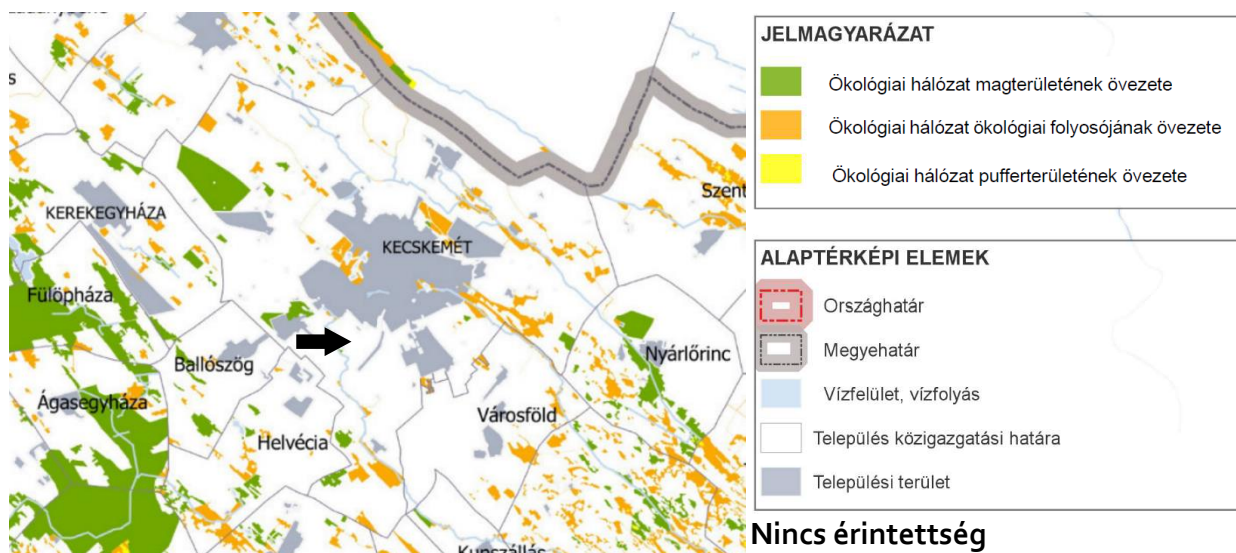 s
KEREKEGYHÁZA
Szent
KECSKEMÉT
Fülöpháza
Nyárlőrinc
Ballószög
Ágasegyháza
Városföld
Helvécia
Kunszállás
JELMAGYARÁZAT
Ökológiai hálózat magterületének övezete
Ökológiai hálózat ökológiai folyosójának övezete
Ökológiai hálózat pufferterületének övezete
ALAPTÉRKÉPI ELEMEK
Országhatár
Megyehatár
Vízfelület, vízfolyás
Település közigazgatási határa
Települési terület
Nincs érintettség